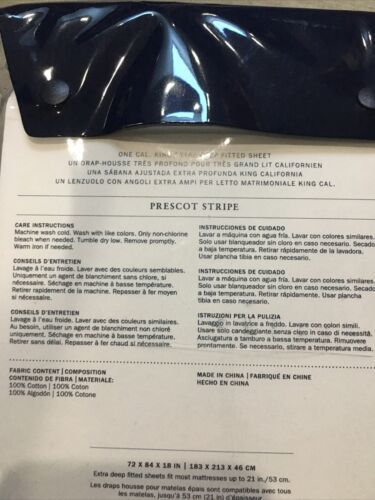 ONE CAL. KING FITTED SHEET
UN DRAP-HOUSSE TRÈS PROFOND POUR TRÈS GRAND LIT CALIFORNIEN
UNA SÁBANA AJUSTADA EXTRA PROFUNDA KING CALIFORNIA
UN LENZUOLO CON ANGOLI EXTRA AMPI PER LETTO MATRIMONIALE KING CAL.
PRESCOT STRIPE
CARE INSTRUCTIONS
Machine wash cold. Wash with like colors. Only non-chlorine
bleach when needed. Tumble dry low. Remove promptly.
Warm iron if needed.
CONSEILS D'ENTRETIEN
Lavage à l'eau froide. Laver avec des couleurs semblables.
Uniquement un agent de blanchiment sans chlore, si
nécessaire. Séchage en machine à basse température.
Retirer rapidement de la machine. Repasser à fer moyen
si nécessaire.
CONSEILS D'ENTRETIEN
Lavage à l'eau froide. Laver avec des couleurs similaires.
Au besoin, utiliser un agent de blanchiment non chloré
uniquement. Séchage en machine à basse température.
Retirer sans délai. Repasser à fer chaud si nécessaire.
INSTRUCCIONES DE CUIDADO
Lavar a máquina con agua fría. Lavar con colores similares.
Solo usar blanqueador sin cloro en caso necesario. Secado
a baja temperatura. Retirar rápidamente de la lavadora.
Usar plancha tibia en caso necesario.
INSTRUCCIONES DE CUIDADO
Lavar a máquina con agua fría. Lavar con colores similares.
Solo usar blanqueador sin cloro en caso necesario. Secado
a baja temperatura. Retirar rápidamente. Usar plancha
tibia en caso necesario.
ISTRUZIONI PER LA PULIZIA
Lavaggio in lavatrice a freddo. Lavare con colori simili.
Usare solo candeggiante senza cloro in caso di necessità.
Asciugatura a tamburo a bassa temperatura. Rimuovere
prontamente. Se necessario, stirare a temperatura media.
FABRIC CONTENT | COMPOSITION
CONTENIDO DE FIBRA | MATERIALE:
100% Cotton | 100% Coton
100% Algodón | 100% Cotone
MADE IN CHINA | FABRIQUÉ EN CHINE
HECHO EN CHINA
72 X 84 X 18 IN | 183 X 213 X 46 CM
Extra deep fitted sheets fit most mattresses up to 21 in./53 cm.
Les draps housse pour matelas épais sont compatibles avec tous
les matelas, jusqu'à 53 cm (21 in) d'épaisseur.